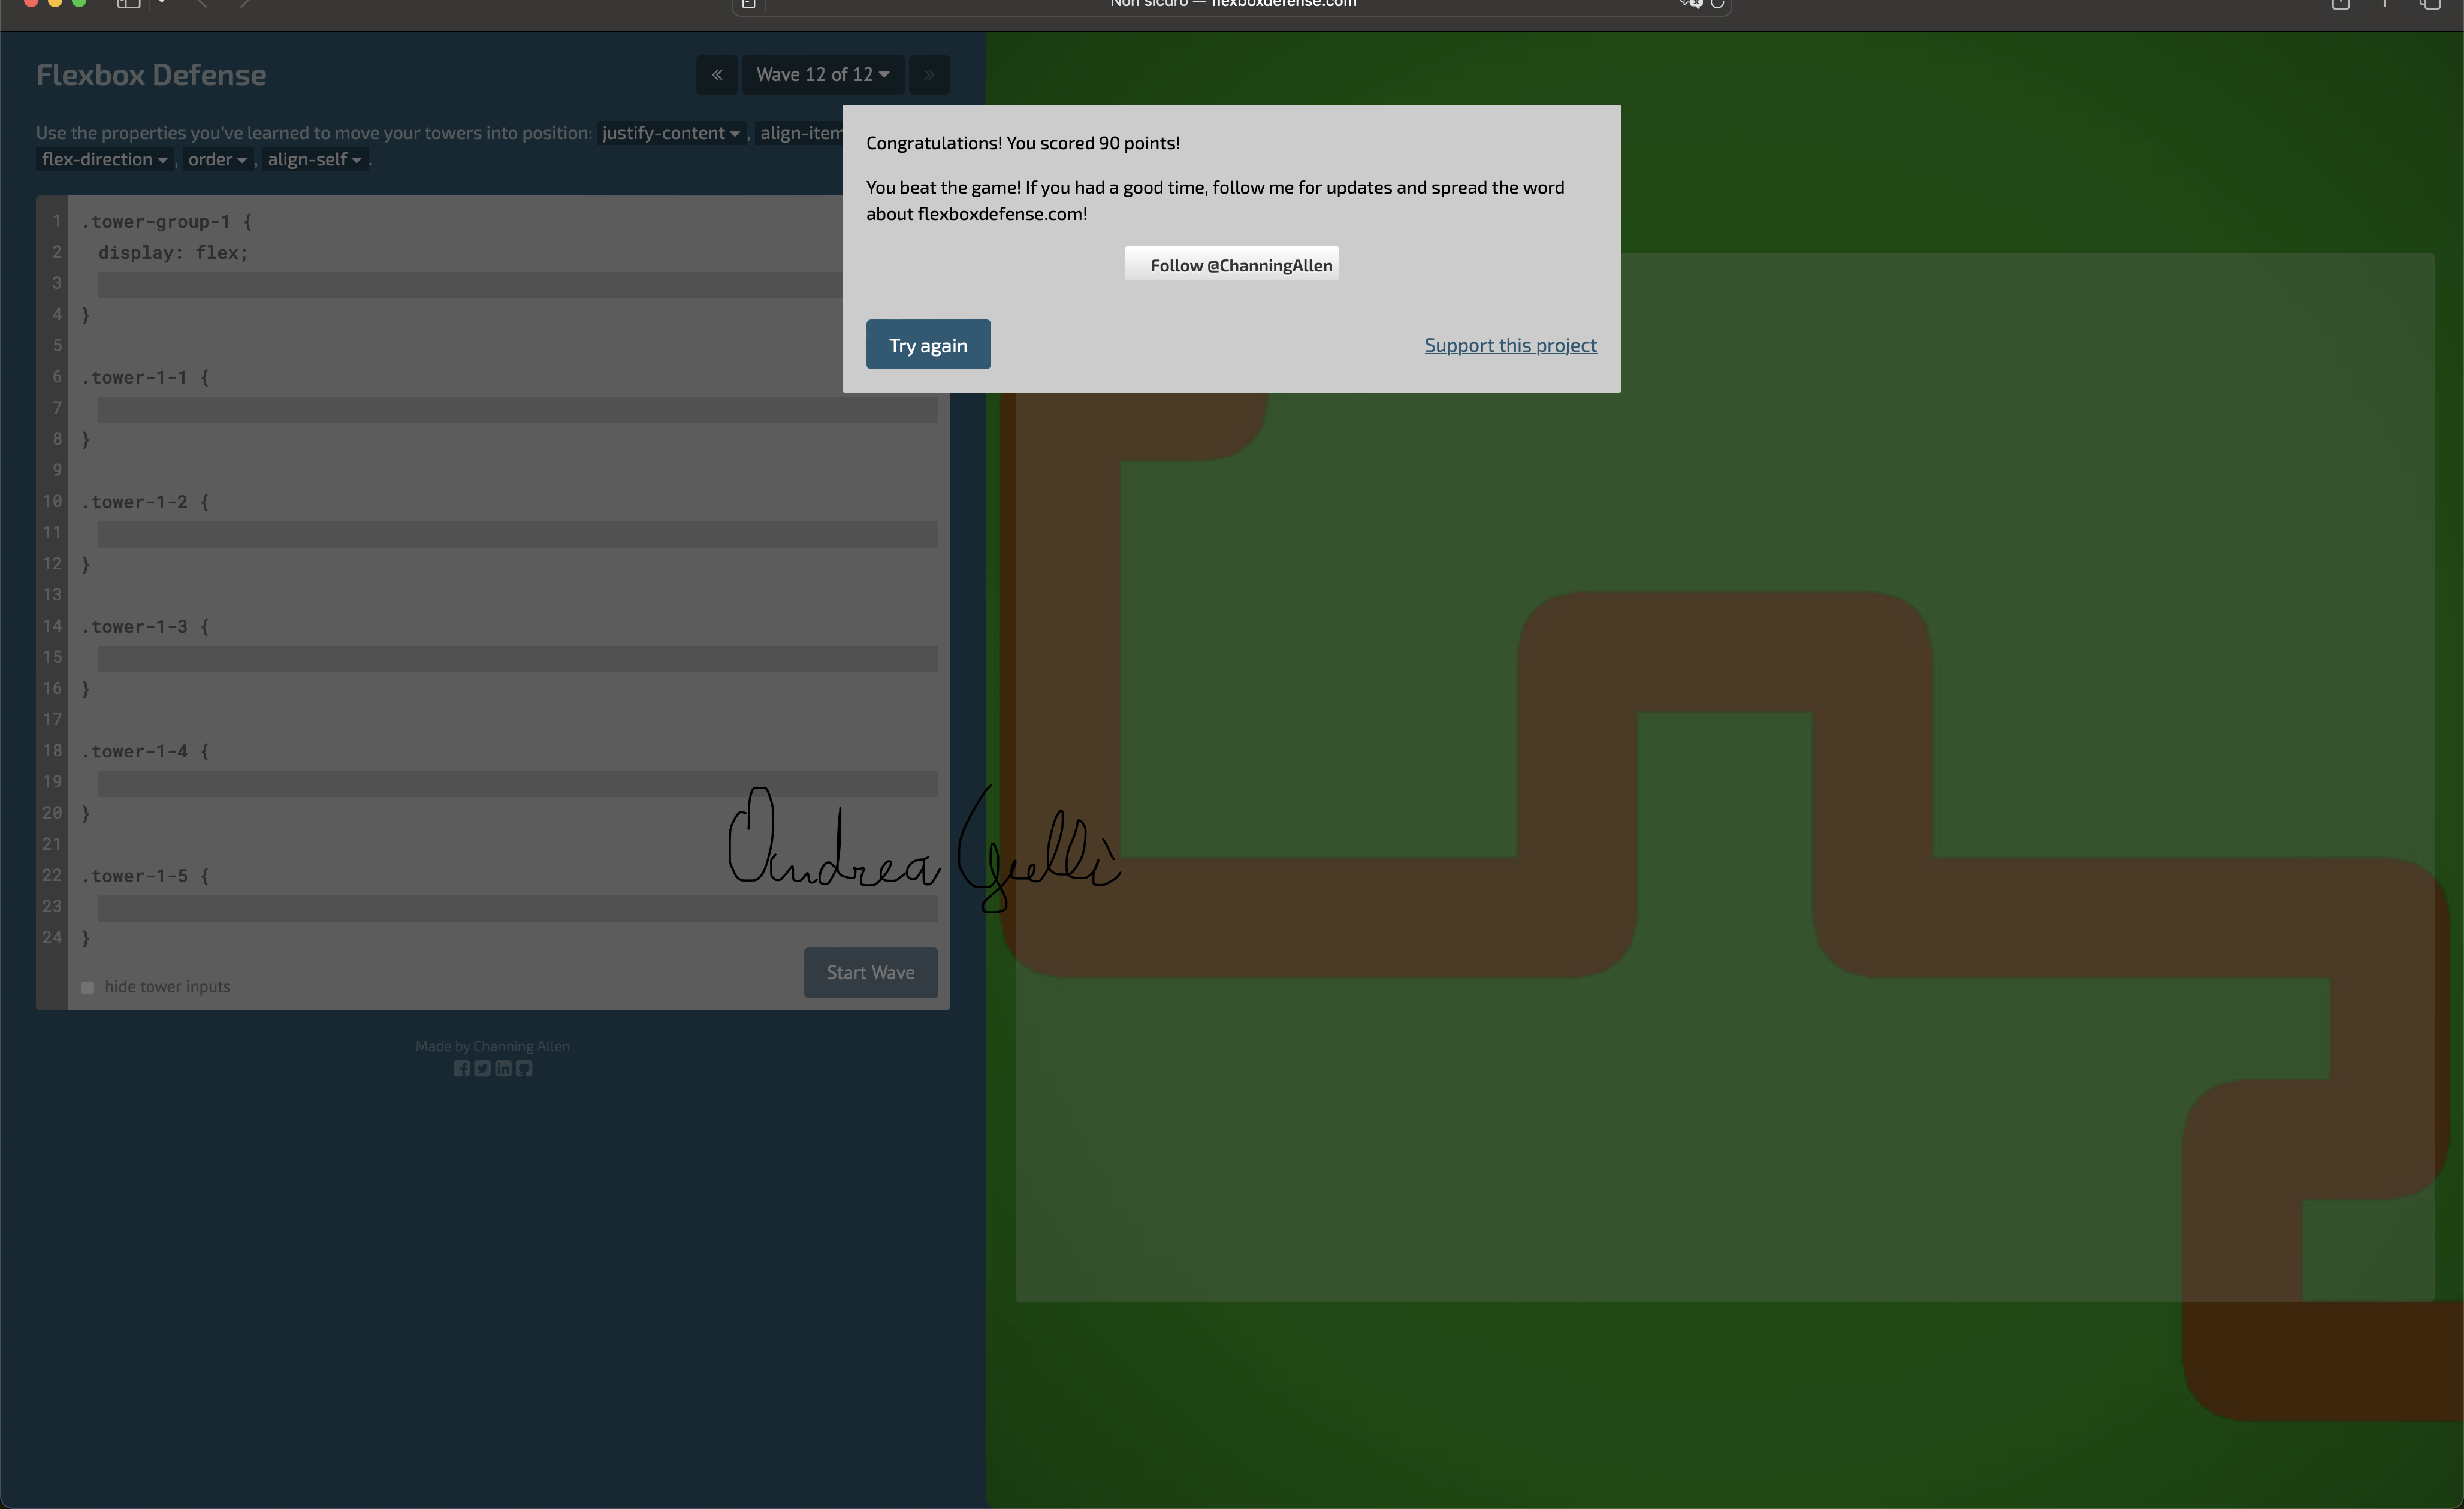 Non sicuro — flexboxdefense.com
Flexbox Defense
« Wave 12 of 12 »
Use the properties you've learned to move your towers into position: justify-content , align-item
flex-direction , order , align-self .
Congratulations! You scored 90 points!
You beat the game! If you had a good time, follow me for updates and spread the word
about flexboxdefense.com!
Follow @ChanningAllen
Try again
Support this project
1 .tower-group-1 {
2 display: flex;
3
4 }
5
6 .tower-1-1 {
7
8 }
9
10 .tower-1-2 {
11
12 }
13
14 .tower-1-3 {
15
16 }
17
18 .tower-1-4 {
19
20 }
21
22 .tower-1-5 {
23
24 }
Andrea
hide tower inputs
Start Wave
Made by Channing Allen